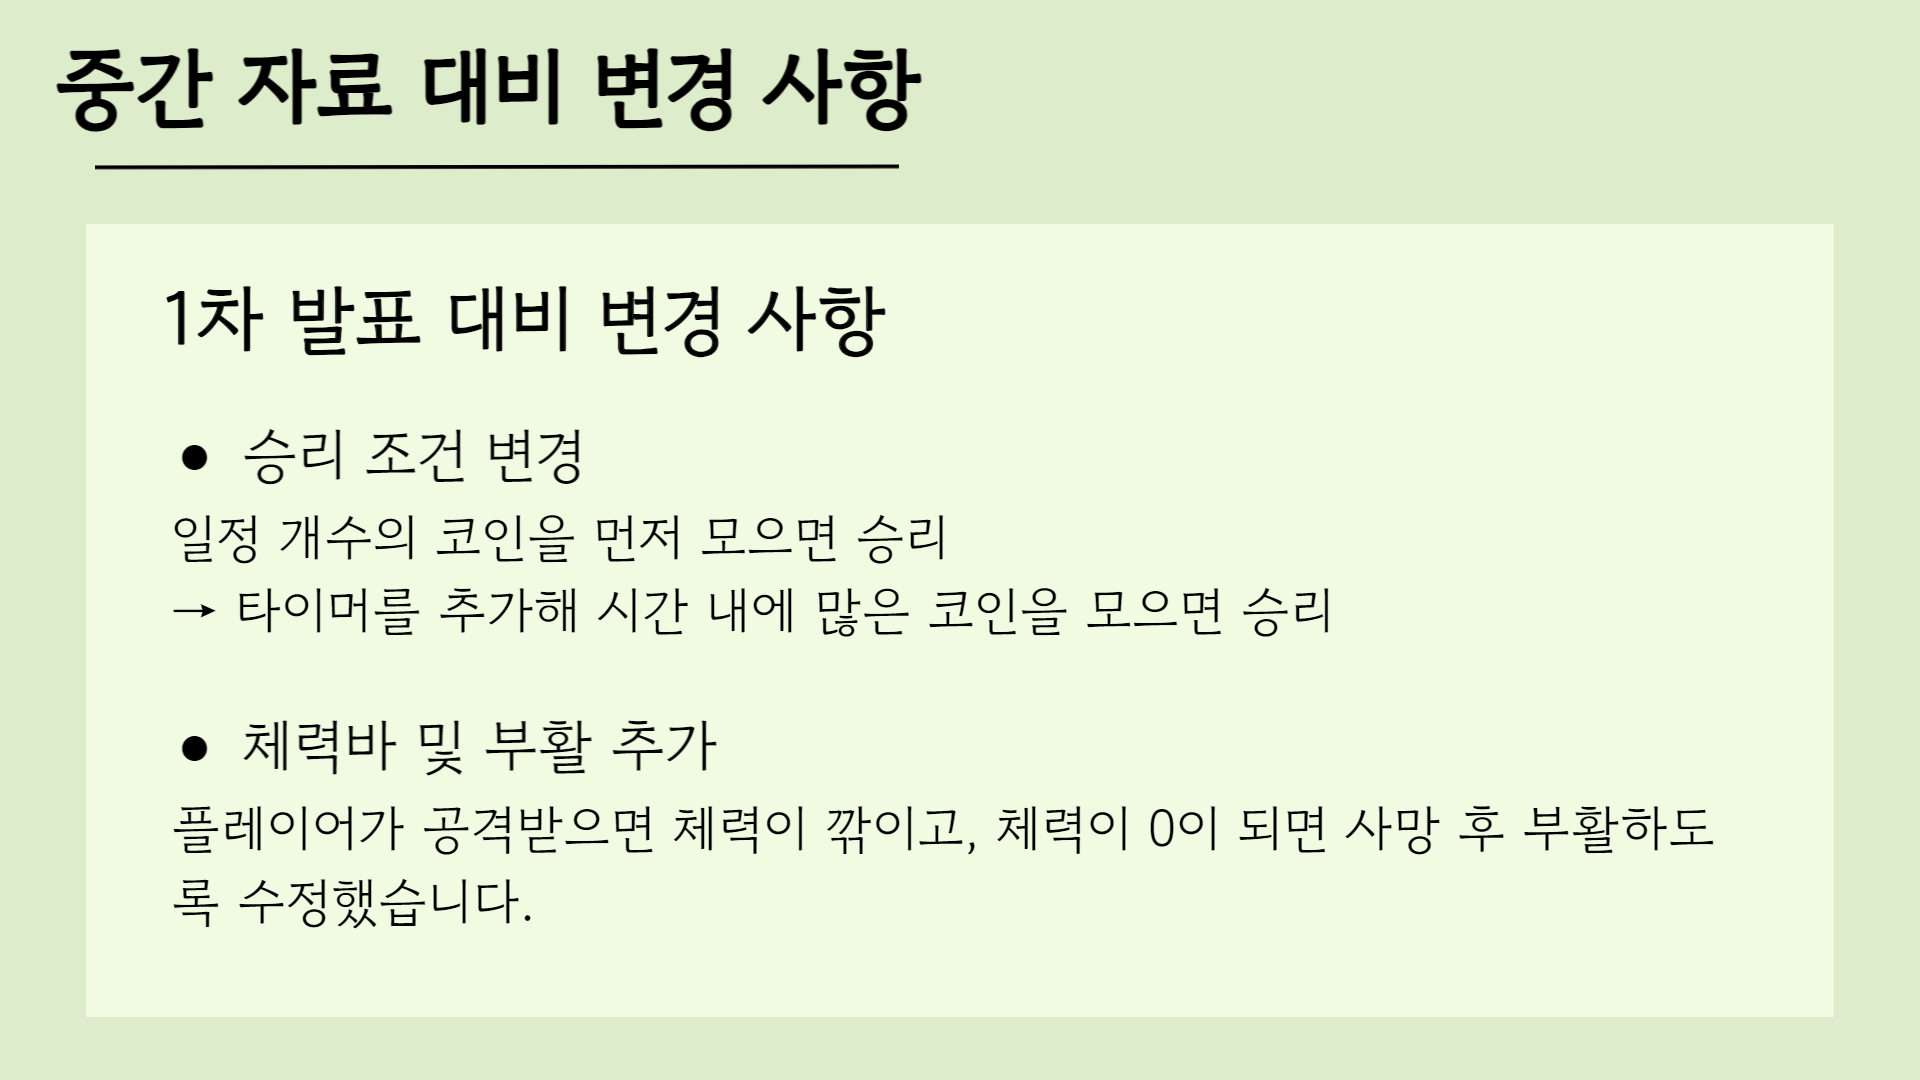 중간 자료 대비 변경 사항
1차 발표 대비 변경 사항
● 승리 조건 변경
일정 개수의 코인을 먼저 모으면 승리
→ 타이머를 추가해 시간 내에 많은 코인을 모으면 승리
● 체력바 및 부활 추가
플레이어가 공격받으면 체력이 깎이고, 체력이 0이 되면 사망 후 부활하도
록 수정했습니다.